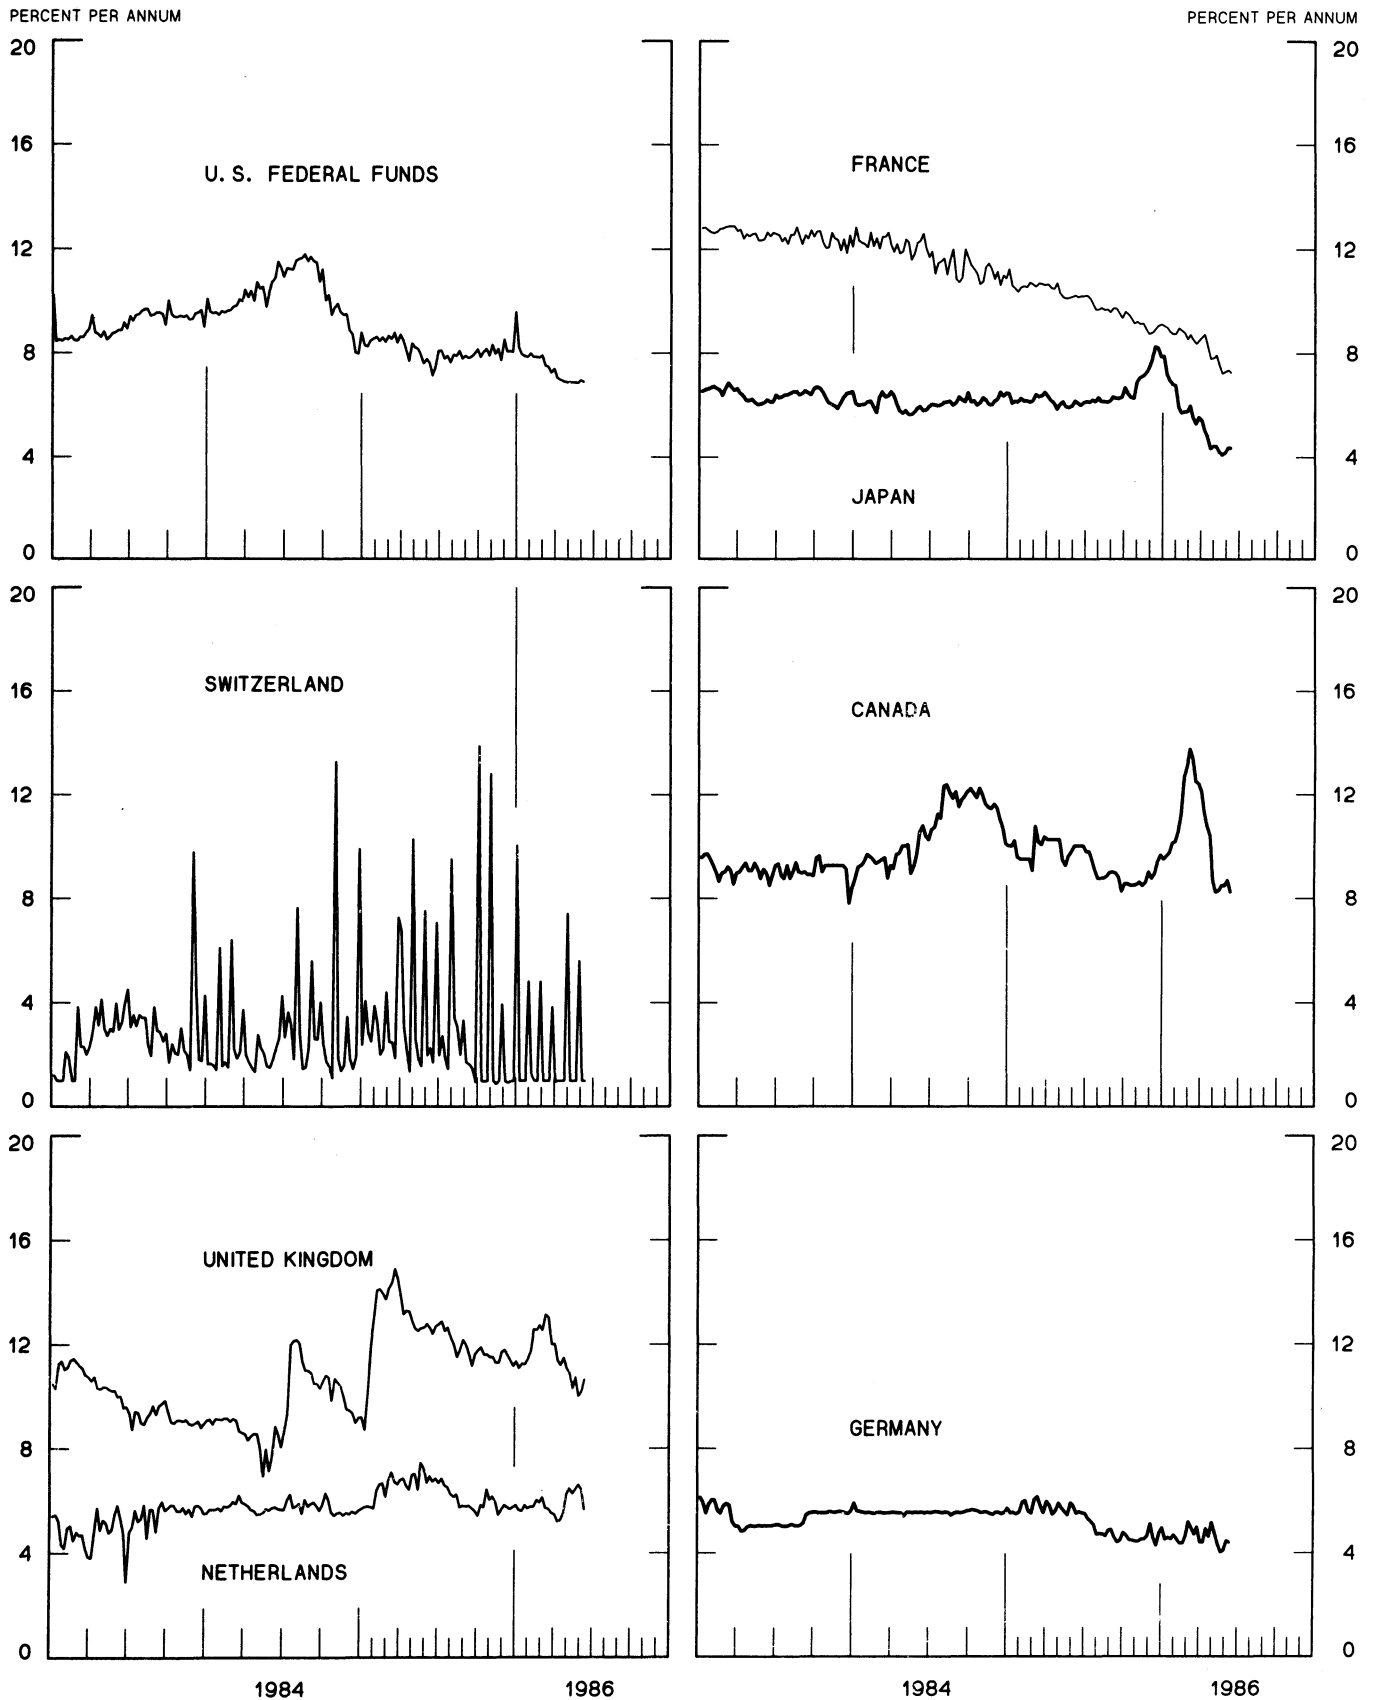 PERCENT PER ANNUM PERCENT PER ANNUM
20 20
16 16
U. S. FEDERAL FUNDS FRANCE
12 12
8 8
4 4
JAPAN
0 0
20 20
SWITZERLAND
16 16
CANADA
12 12
8 8
4 4
0 0
20 20
16 16
UNITED KINGDOM
12 12
GERMANY
8 8
4 4
NETHERLANDS
0 0
1984 1986 1984 1986